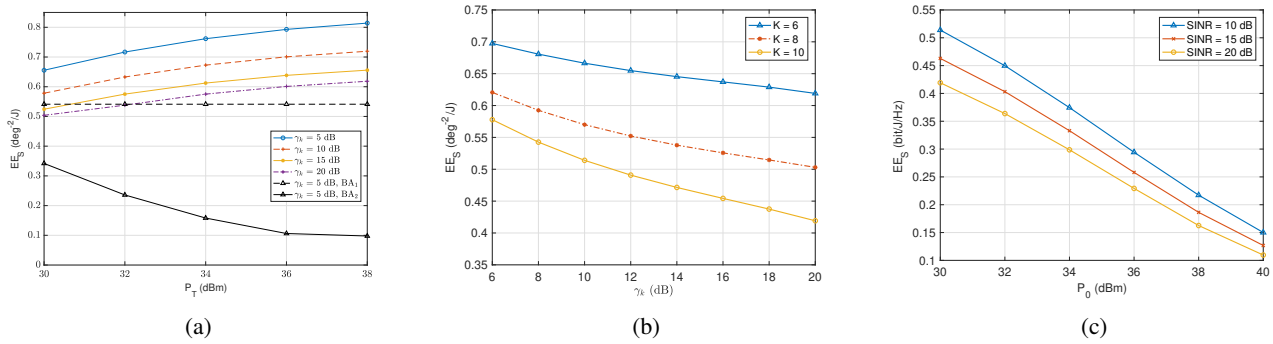 EE_S (deg^-2/J)
0.8
0.7
0.6
0.5
0.4
0.3
0.2
0.1
0
30 32 34 36 38
P_T (dBm)
γ_k = 5 dB
γ_k = 10 dB
γ_k = 15 dB
γ_k = 20 dB
γ_k = 5 dB, BA_1
γ_k = 5 dB, BA_2
(a)
EE_S (deg^-2/J)
0.75
0.7
0.65
0.6
0.55
0.5
0.45
0.4
0.35
6 8 10 12 14 16 18 20
γ_k (dB)
K = 6
K = 8
K = 10
(b)
EE_S (bit/J/Hz)
0.55
0.5
0.45
0.4
0.35
0.3
0.25
0.2
0.15
0.1
30 32 34 36 38 40
P_0 (dBm)
SINR = 10 dB
SINR = 15 dB
SINR = 20 dB
(c)